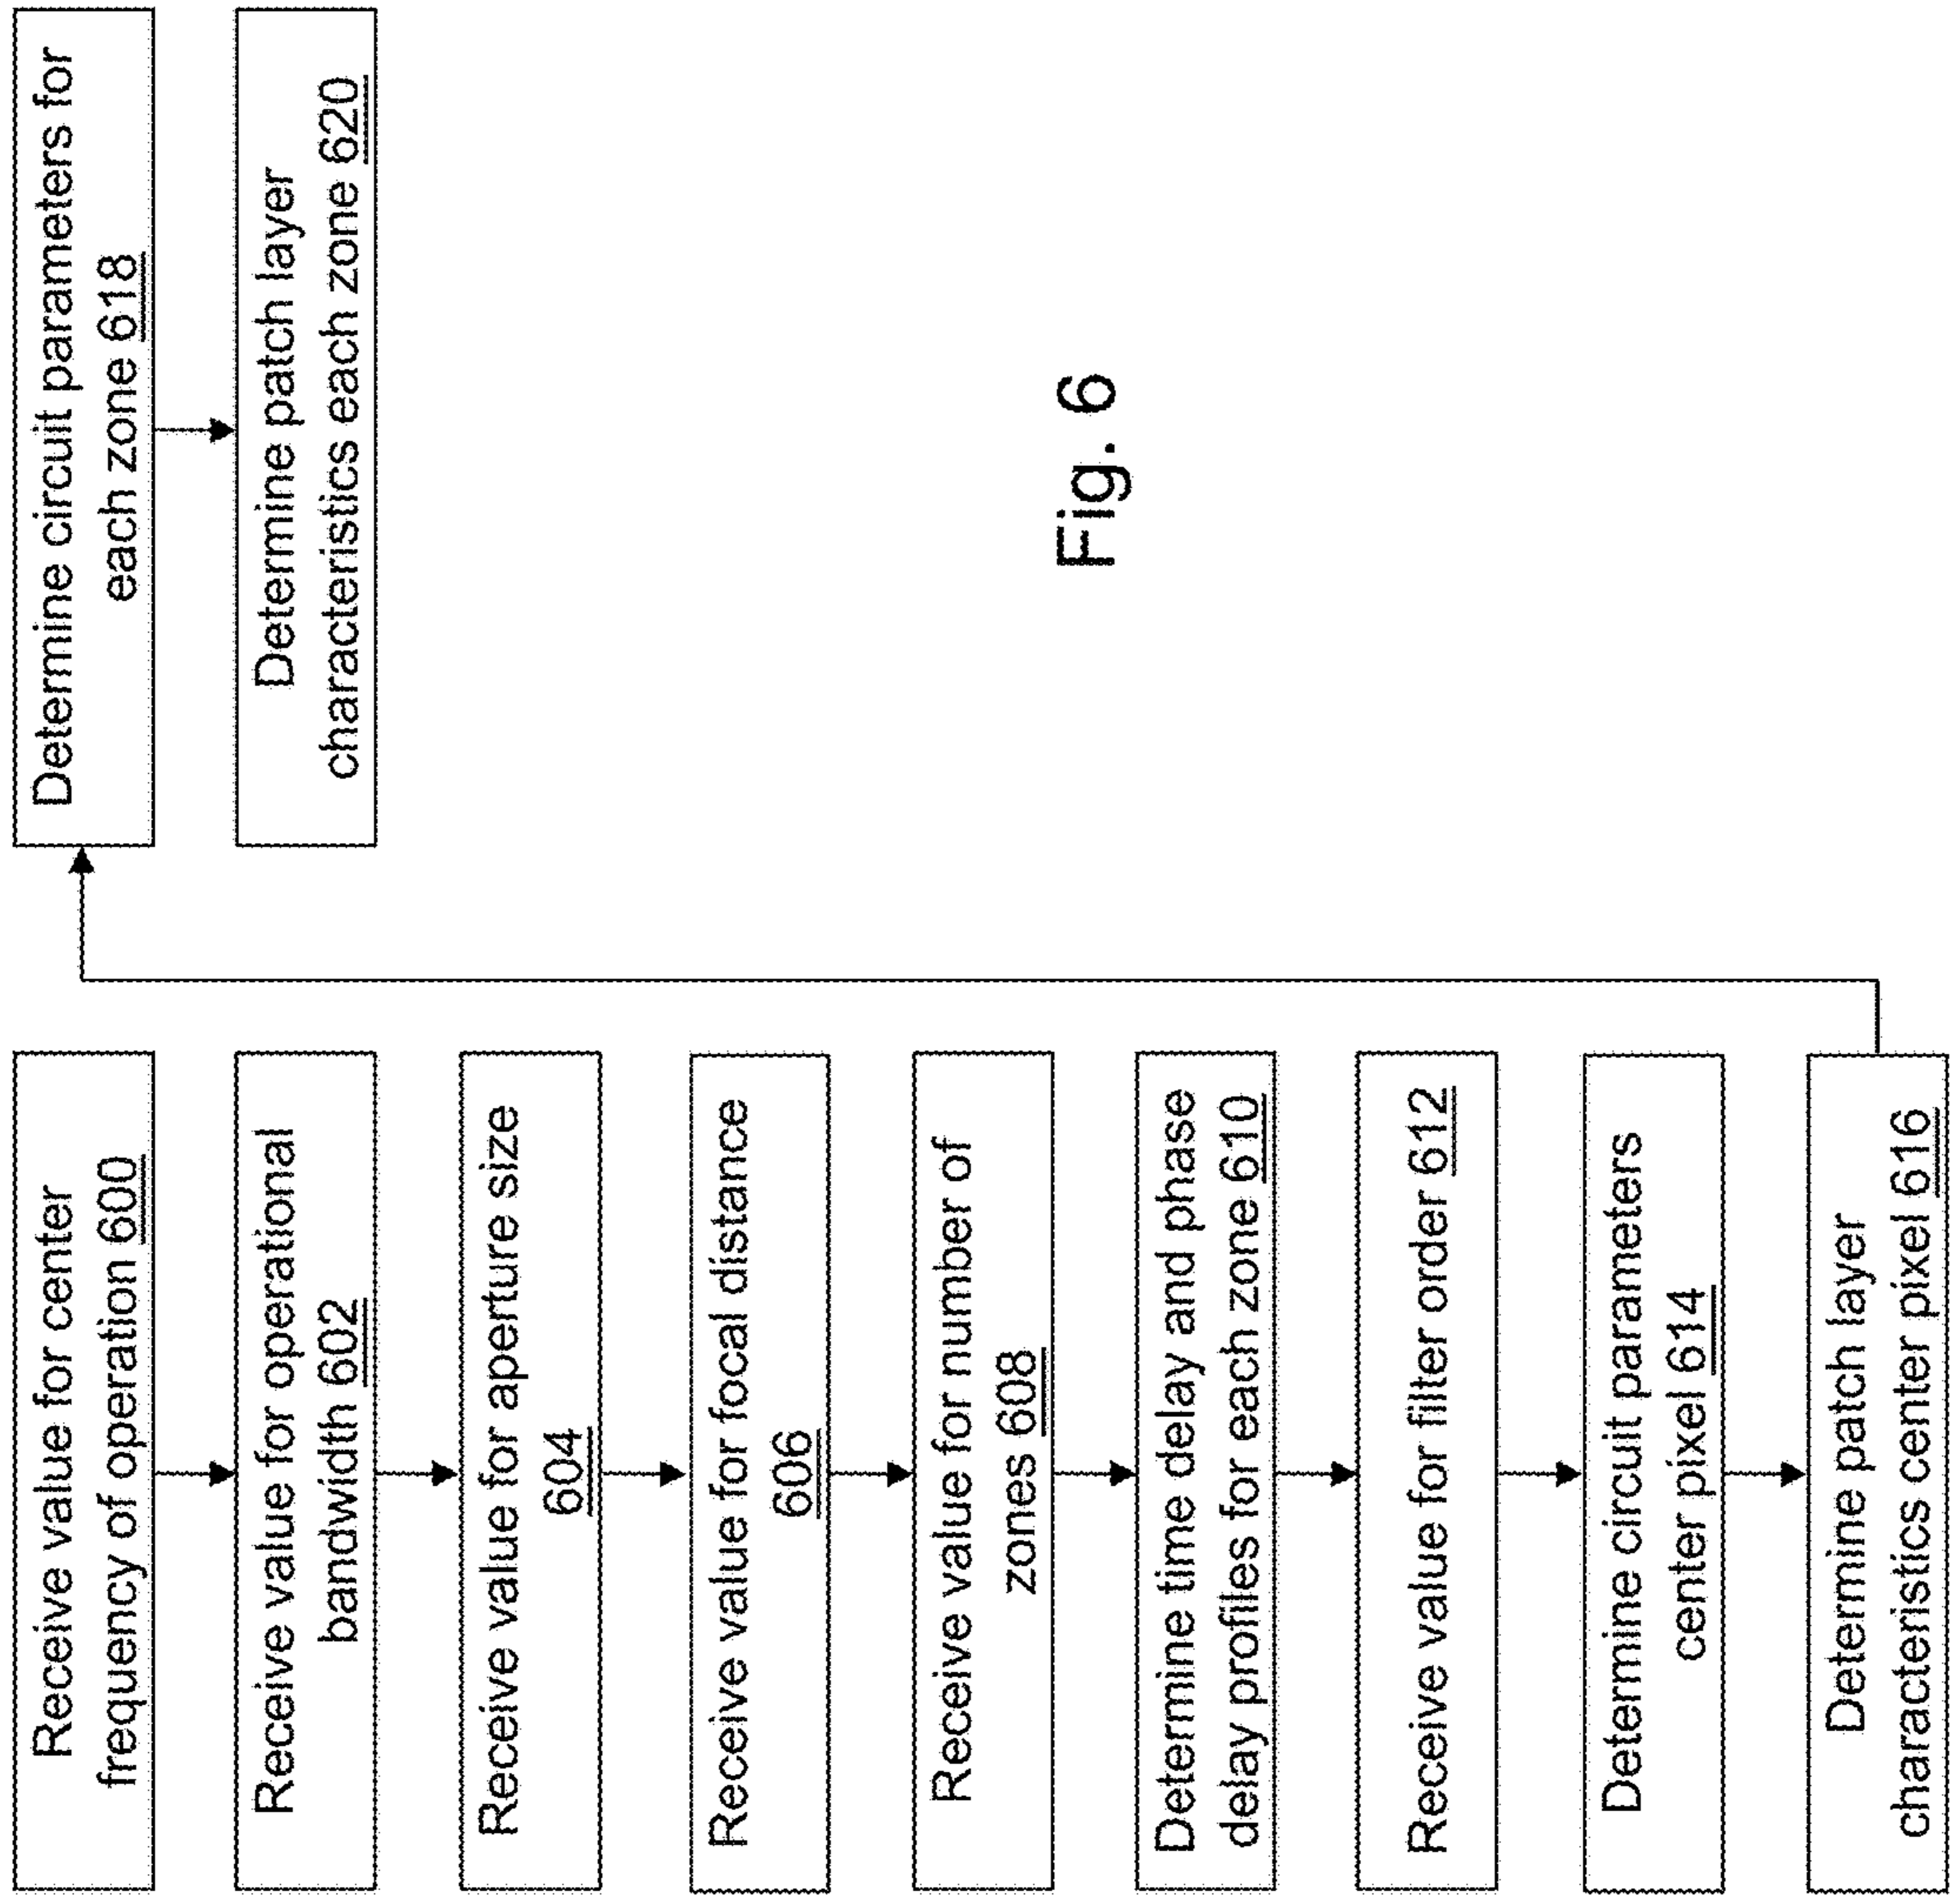 Receive value for center
frequency of operation 600
Receive value for operational
bandwidth 602
Receive value for aperture size
604
Receive value for focal distance
606
Receive value for number of
zones 608
Determine time delay and phase
delay profiles for each zone 610
Receive value for filter order 612
Determine circuit parameters
center pixel 614
Determine patch layer
characteristics center pixel 616
Determine circuit parameters for
each zone 618
Determine patch layer
characteristics each zone 620
Fig. 6